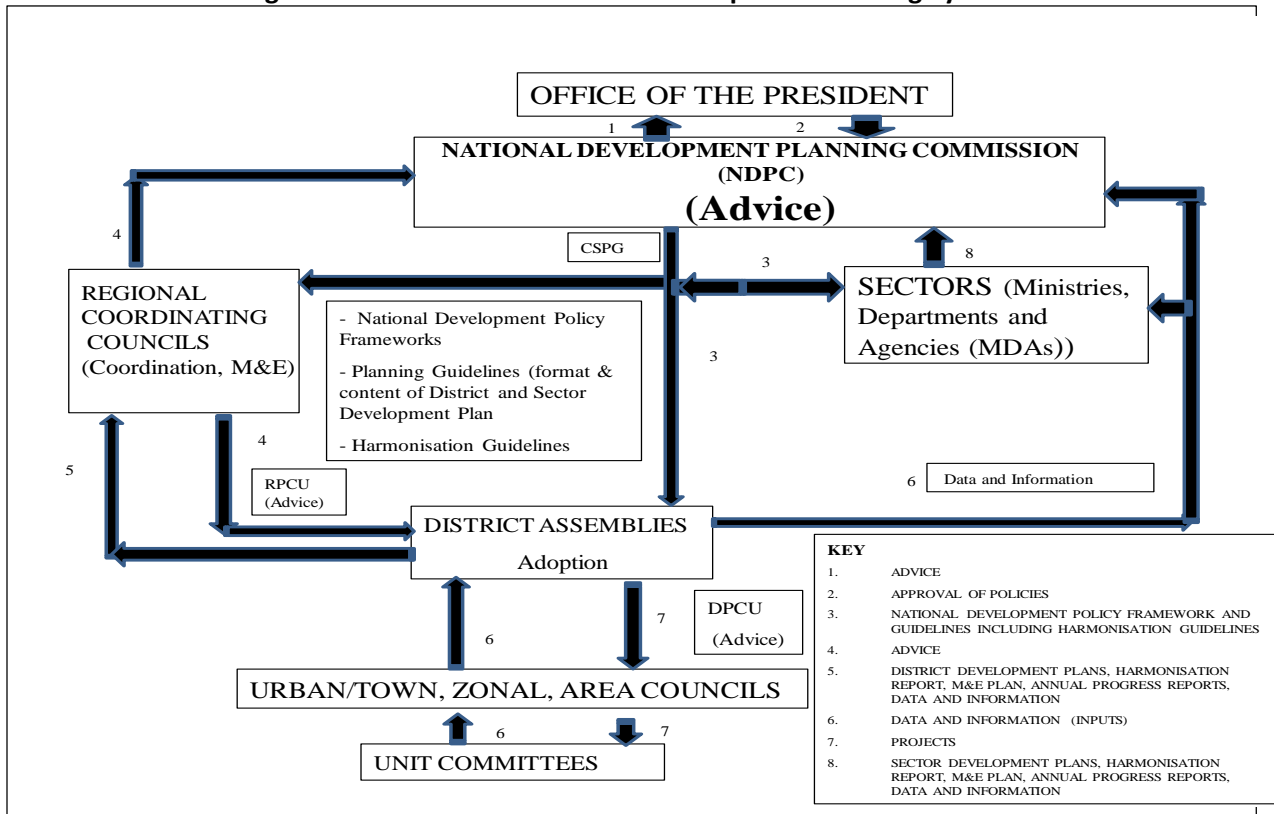 OFFICE OF THE PRESIDENT
1
2
NATIONAL DEVELOPMENT PLANNING COMMISSION
(NDPC)
(Advice)
4
CSPG
3
8
REGIONAL
COORDINATING
COUNCILS
(Coordination, M&E)
- National Development Policy
Frameworks
- Planning Guidelines (format &
content of District and Sector
Development Plan
- Harmonisation Guidelines
SECTORS (Ministries,
Departments and
Agencies (MDAs))
3
4
5
RPCU
(Advice)
6
Data and Information
DISTRICT ASSEMBLIES
Adoption
6
7
DPCU
(Advice)
URBAN/TOWN, ZONAL, AREA COUNCILS
6
7
UNIT COMMITTEES
KEY
1. ADVICE
2. APPROVAL OF POLICIES
3. NATIONAL DEVELOPMENT POLICY FRAMEWORK AND
GUIDELINES INCLUDING HARMONISATION GUIDELINES
4. ADVICE
5. DISTRICT DEVELOPMENT PLANS, HARMONISATION
REPORT, M&E PLAN, ANNUAL PROGRESS REPORTS,
DATA AND INFORMATION
6. DATA AND INFORMATION (INPUTS)
7. PROJECTS
8. SECTOR DEVELOPMENT PLANS, HARMONISATION
REPORT, M&E PLAN, ANNUAL PROGRESS REPORTS,
DATA AND INFORMATION